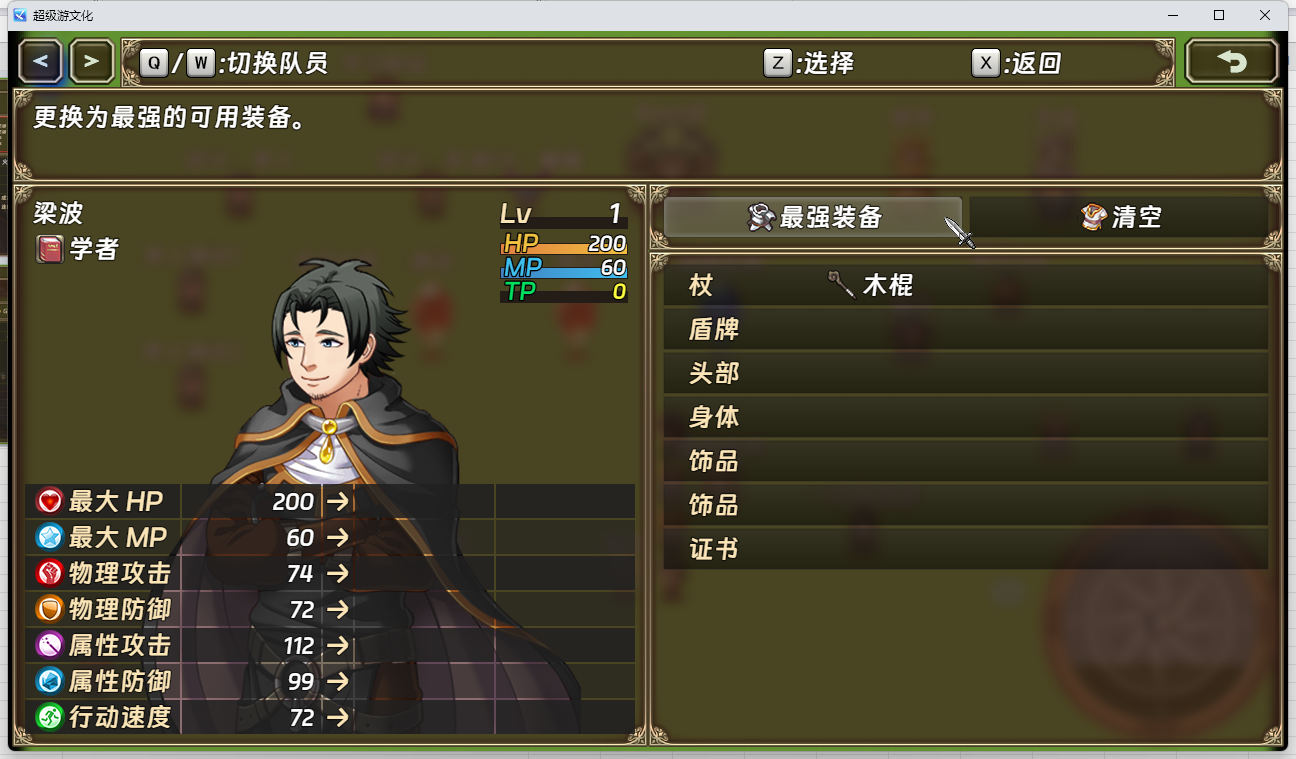 超级游文化
< > Q/W:切换队员 Z:选择 X:返回
更换为最强的可用装备。
梁波
学者
Lv 1
HP 200
MP 60
TP 0
最大 HP 200 →
最大 MP 60 →
物理攻击 74 →
物理防御 72 →
属性攻击 112 →
属性防御 99 →
行动速度 72 →
最强装备 清空
杖 木棍
盾牌
头部
身体
饰品
饰品
证书